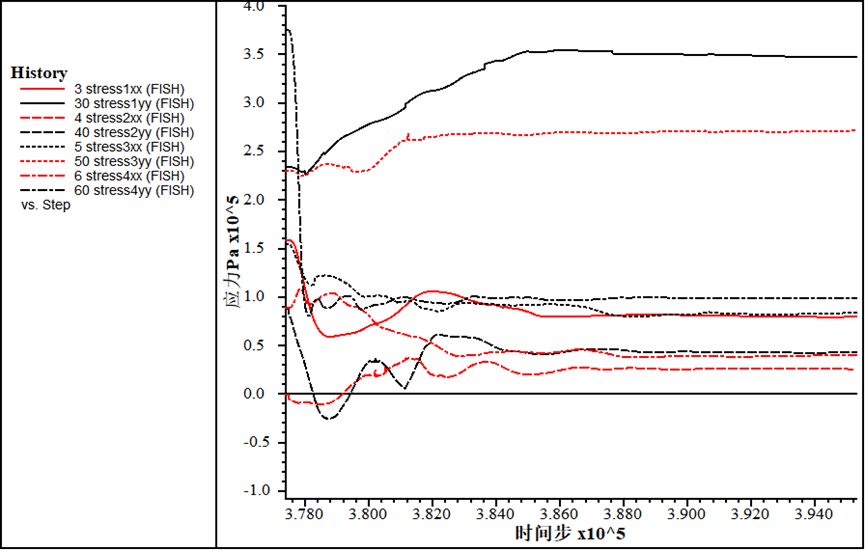 History
3 stress1xx (FISH)
30 stress1yy (FISH)
4 stress2xx (FISH)
40 stress2yy (FISH)
5 stress3xx (FISH)
50 stress3yy (FISH)
6 stress4xx (FISH)
60 stress4yy (FISH)
vs. Step
应力Pa x10^5
4.0
3.5
3.0
2.5
2.0
1.5
1.0
0.5
0.0
-0.5
-1.0
3.780 3.800 3.820 3.840 3.860 3.880 3.900 3.920 3.940
时间步 x10^5